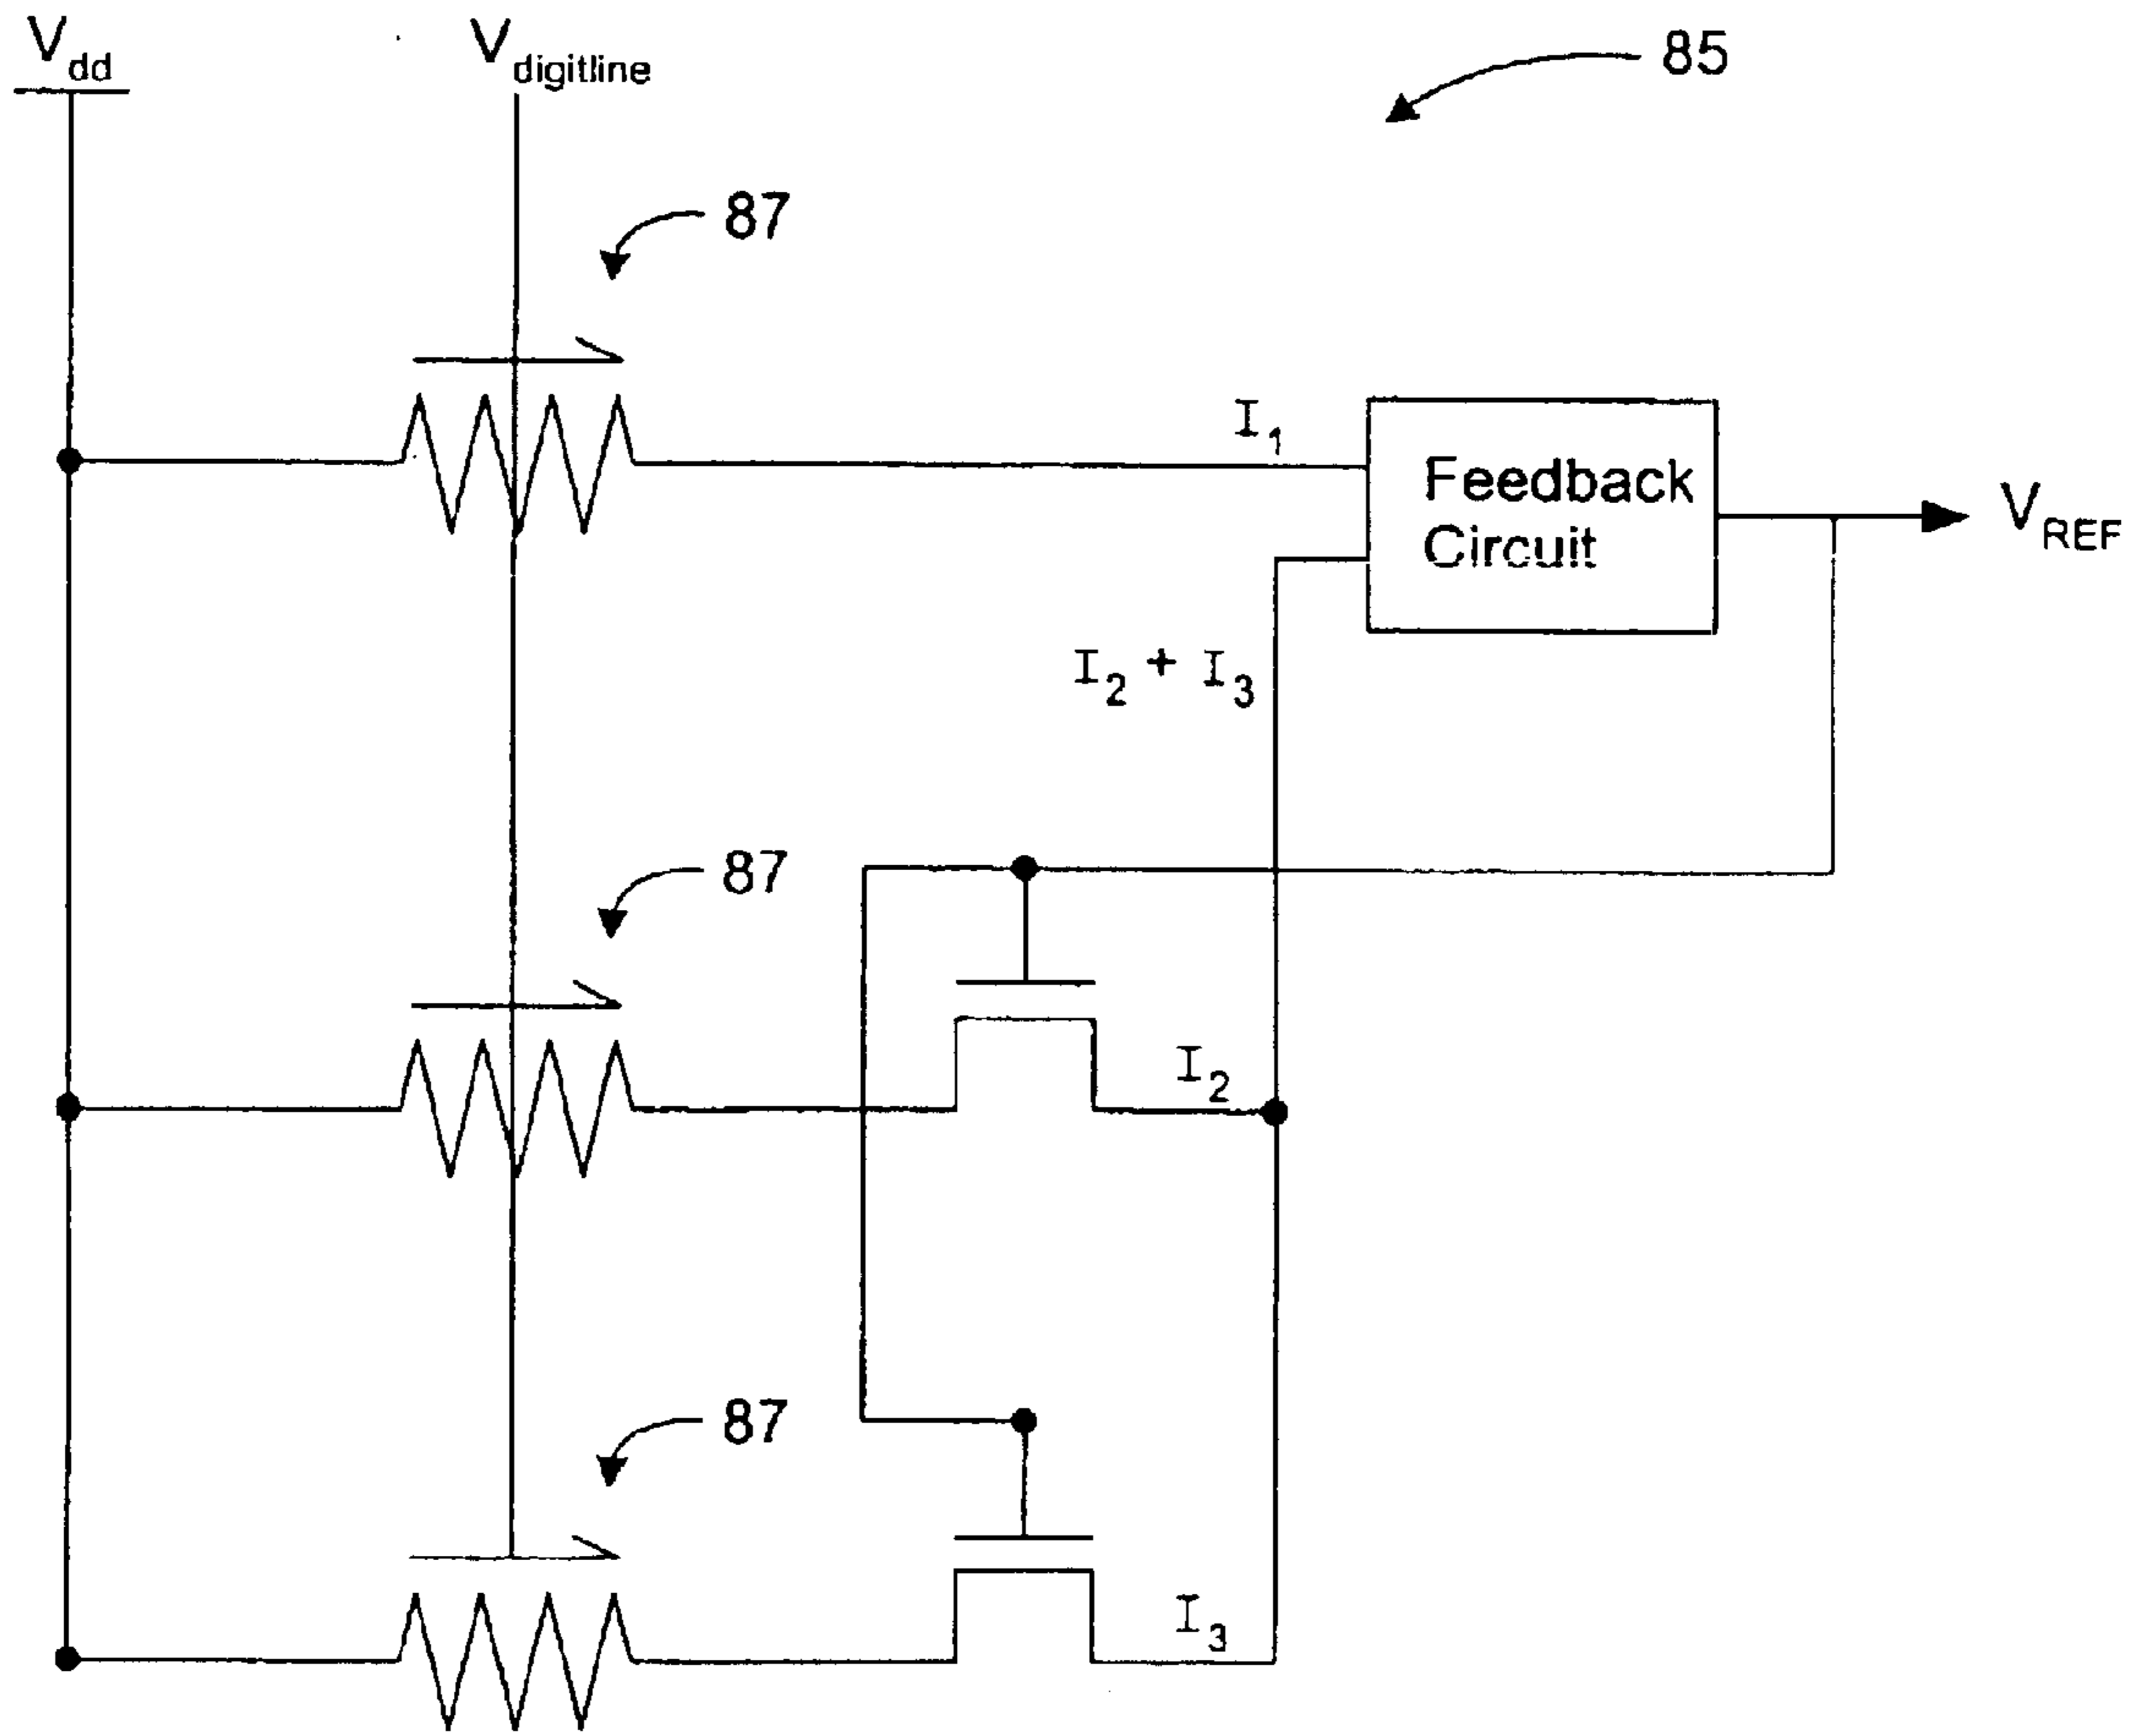 Vdd
Vdigitline
85
87
I1
Feedback
Circuit
VREF
I2 + I3
87
I2
87
I3